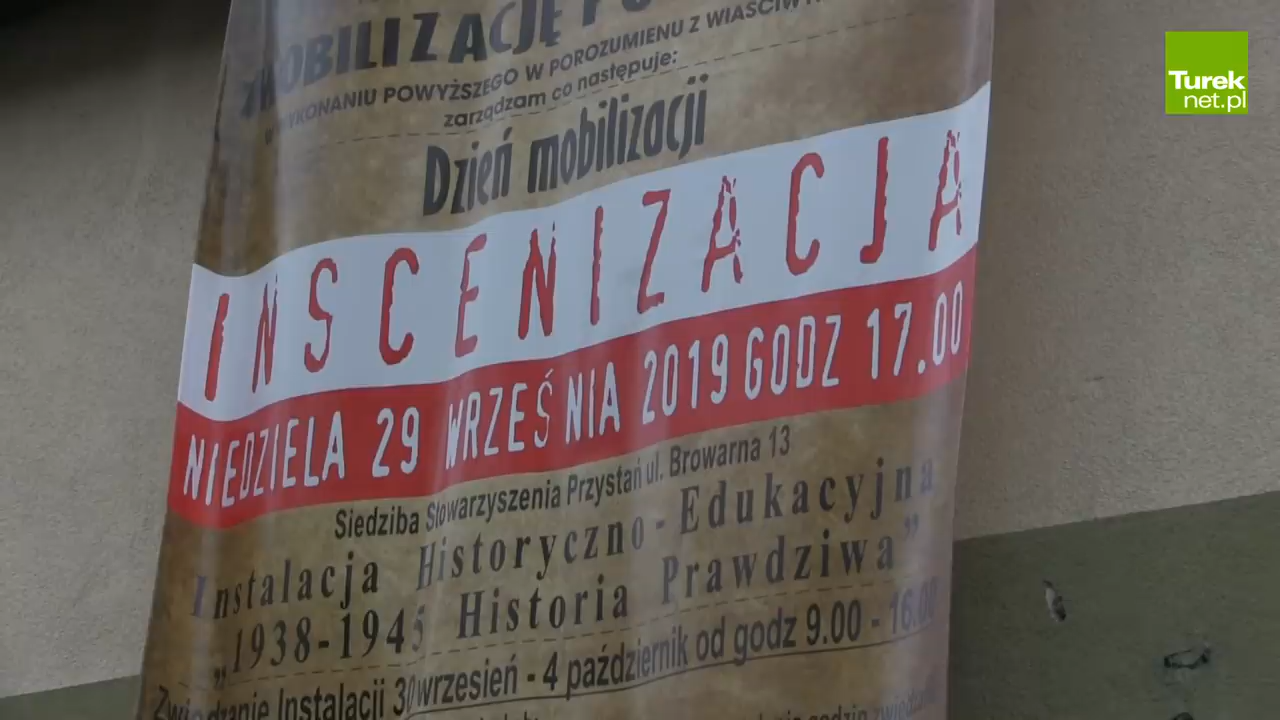 MOBILIZACJĘ
WYKONANIU POWYŻSZEGO W POROZUMIENIU Z
zarządzam co następuje:
Dzień mobilizacji
INSCENIZACJA
NIEDZIELA 29 WRZEŚNIA 2019 GODZ 17.00
Siedziba Stowarzyszenia Przystań ul. Browarna 13
Instalacja Historyczno-Edukacyjna
„1938-1945 Historia Prawdziwa”
Zwiedzanie Instalacji 30 wrzesień - 4 październik od godz 9.00 - 16.00
Turek
net.pl